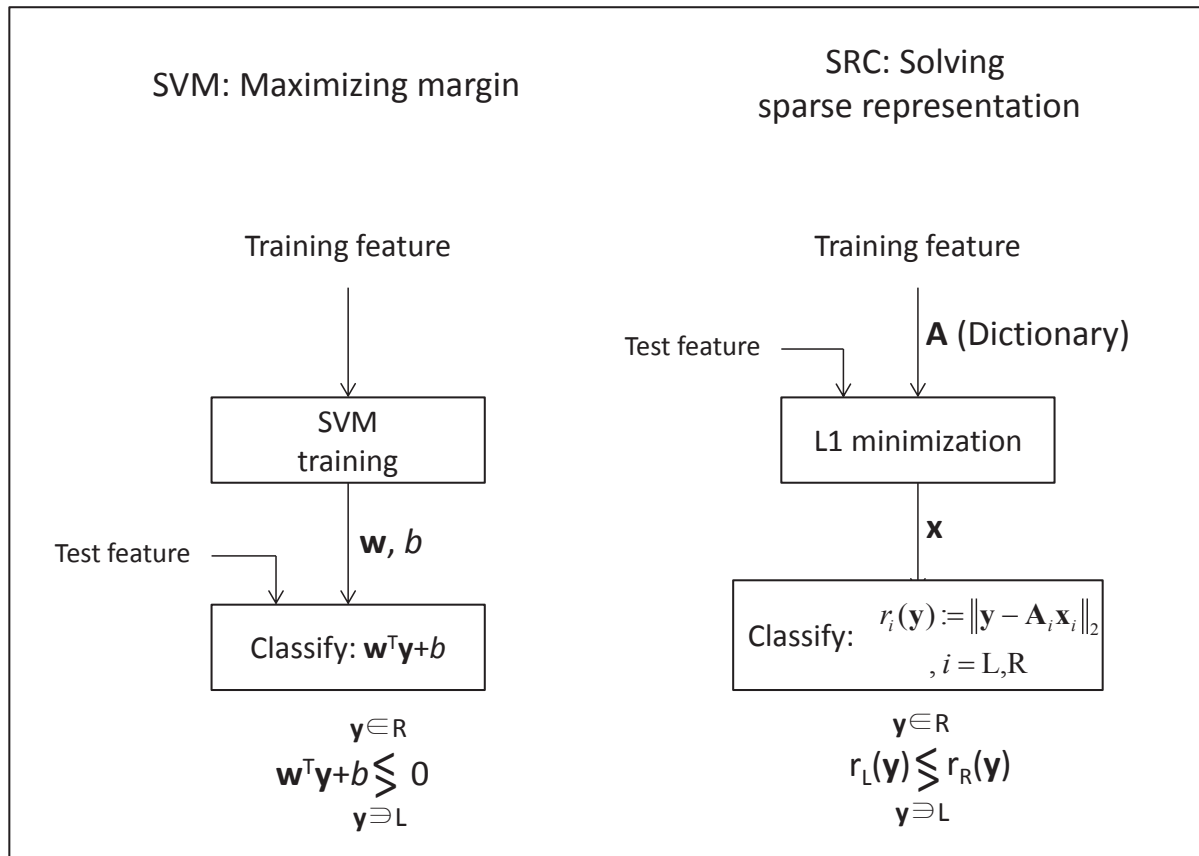 SVM: Maximizing margin
Training feature
SVM
training
Test feature
w, b
Classify: wᵀy+b
y∈R
wᵀy+b ≶ 0
y∋L
SRC: Solving
sparse representation
Training feature
A (Dictionary)
Test feature
L1 minimization
x
Classify: rᵢ(y) := ‖y − Aᵢxᵢ‖₂
, i = L,R
y∈R
r_L(y) ≶ r_R(y)
y∋L